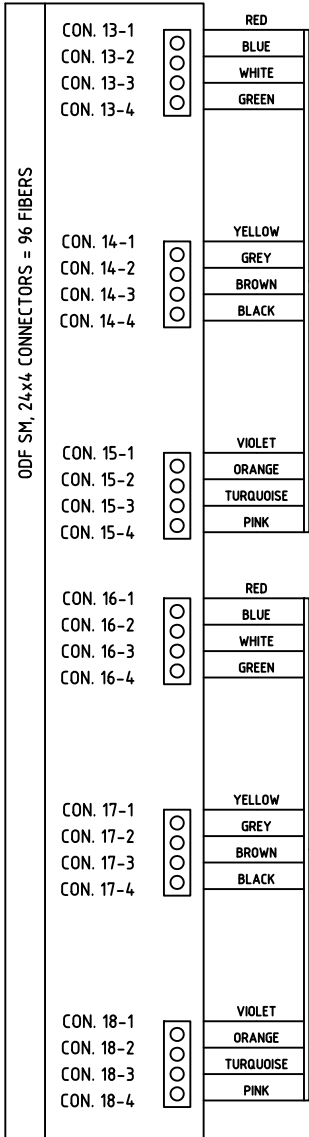 ODF SM, 24x4 CONNECTORS = 96 FIBERS
CON. 13-1 RED
CON. 13-2 BLUE
CON. 13-3 WHITE
CON. 13-4 GREEN
CON. 14-1 YELLOW
CON. 14-2 GREY
CON. 14-3 BROWN
CON. 14-4 BLACK
CON. 15-1 VIOLET
CON. 15-2 ORANGE
CON. 15-3 TURQUOISE
CON. 15-4 PINK
CON. 16-1 RED
CON. 16-2 BLUE
CON. 16-3 WHITE
CON. 16-4 GREEN
CON. 17-1 YELLOW
CON. 17-2 GREY
CON. 17-3 BROWN
CON. 17-4 BLACK
CON. 18-1 VIOLET
CON. 18-2 ORANGE
CON. 18-3 TURQUOISE
CON. 18-4 PINK